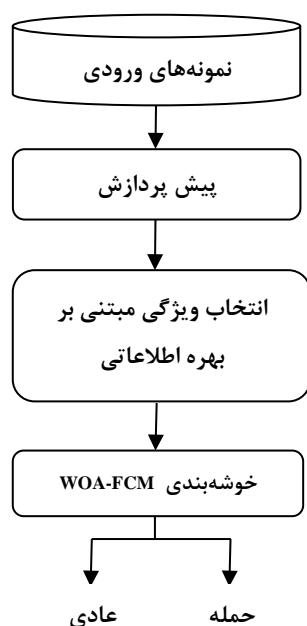 نمونه‌های ورودی
پیش پردازش
انتخاب ویژگی مبتنی بر
بهره اطلاعاتی
خوشه‌بندی WOA-FCM
حمله
عادی